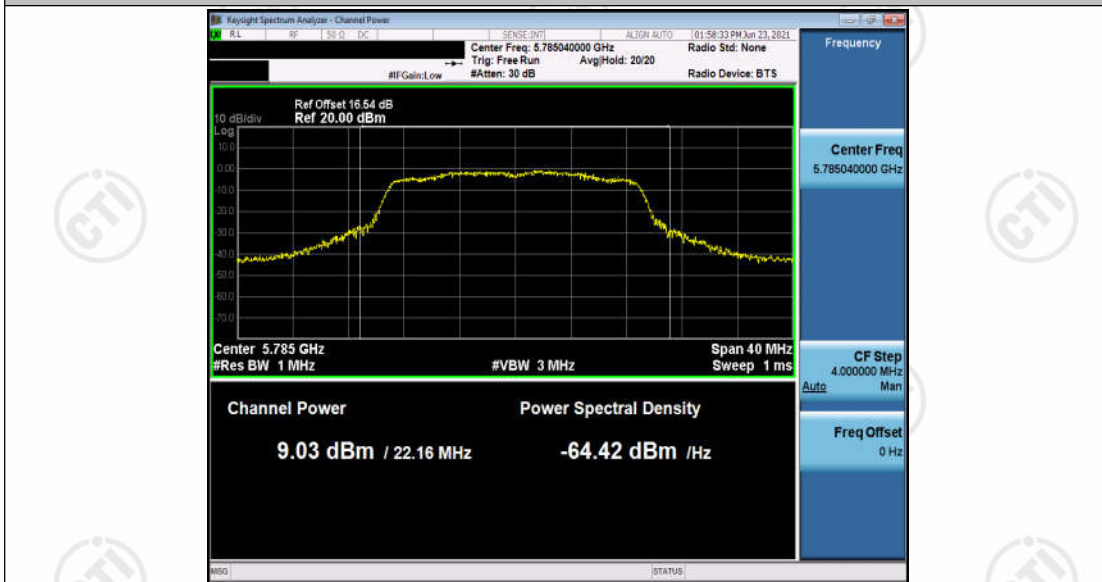 Keysight Spectrum Analyzer - Channel Power
RL RF 50 Ω DC SENSE:INT ALIGN AUTO 01:58:33 PM Jun 23, 2021
Center Freq: 5.785040000 GHz Radio Std: None
Trig: Free Run Avg|Hold: 20/20
#IFGain:Low #Atten: 30 dB Radio Device: BTS
Ref Offset 16.54 dB
10 dB/div Ref 20.00 dBm
Log
10.0
0.00
-10.0
-20.0
-30.0
-40.0
-50.0
-60.0
-70.0
Center 5.785 GHz Span 40 MHz
#Res BW 1 MHz #VBW 3 MHz Sweep 1 ms
Channel Power Power Spectral Density
9.03 dBm / 22.16 MHz -64.42 dBm /Hz
MSG STATUS
Frequency
Center Freq
5.785040000 GHz
CF Step
4.000000 MHz
Auto Man
Freq Offset
0 Hz
CTI
CTI
CTI
CTI